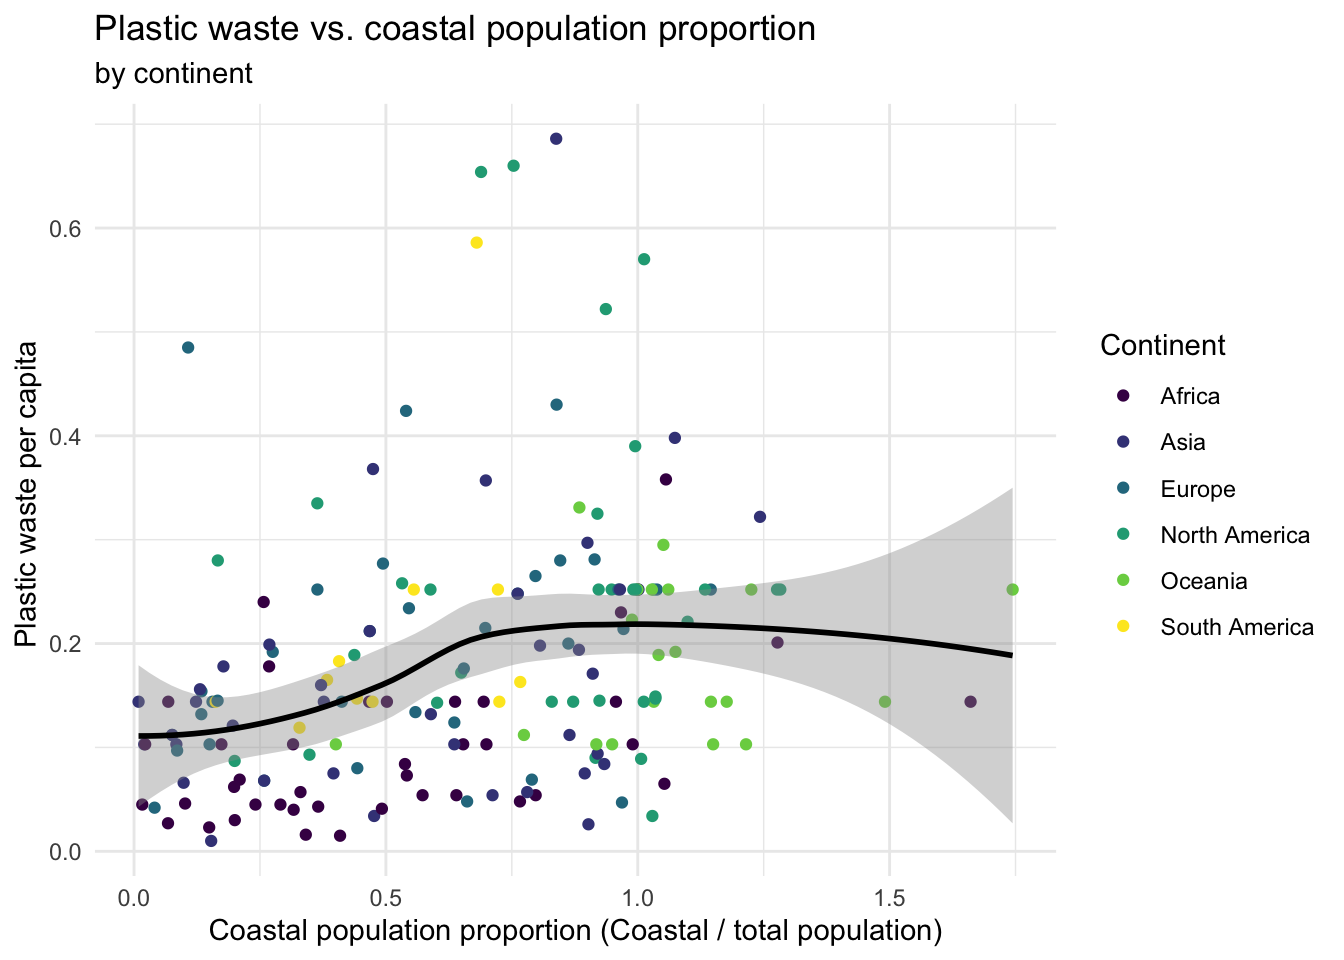 Plastic waste vs. coastal population proportion
by continent
Plastic waste per capita
0.6
0.4
0.2
0.0
0.0 0.5 1.0 1.5
Coastal population proportion (Coastal / total population)
Continent
Africa
Asia
Europe
North America
Oceania
South America